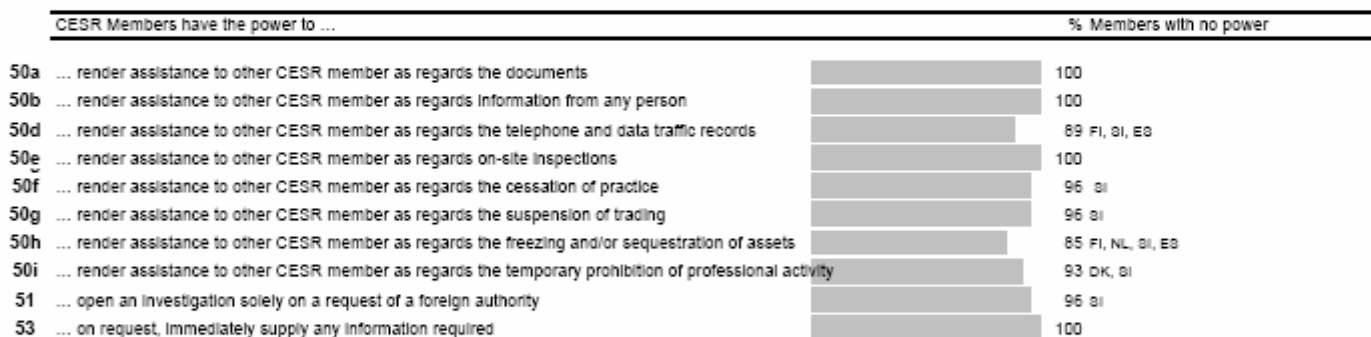 CESR Members have the power to ... % Members with no power
50a ... render assistance to other CESR member as regards the documents 100
50b ... render assistance to other CESR member as regards information from any person 100
50d ... render assistance to other CESR member as regards the telephone and data traffic records 89 FI, SI, ES
50e ... render assistance to other CESR member as regards on-site inspections 100
50f ... render assistance to other CESR member as regards the cessation of practice 96 SI
50g ... render assistance to other CESR member as regards the suspension of trading 96 SI
50h ... render assistance to other CESR member as regards the freezing and/or sequestration of assets 85 FI, NL, SI, ES
50i ... render assistance to other CESR member as regards the temporary prohibition of professional activity 93 DK, SI
51 ... open an investigation solely on a request of a foreign authority 96 SI
53 ... on request, immediately supply any information required 100